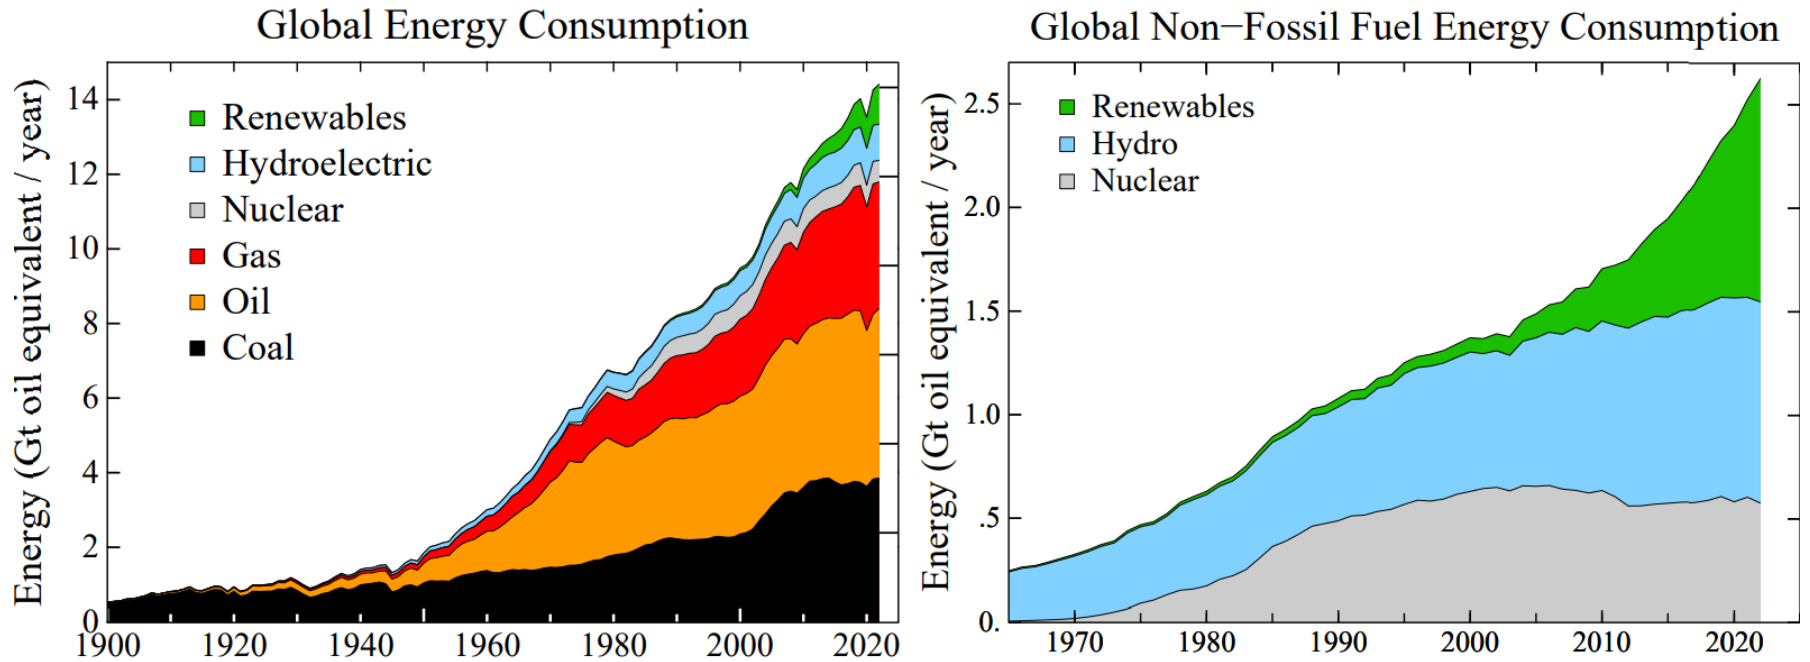 Global Energy Consumption
Energy (Gt oil equivalent / year)
14
12
10
8
6
4
2
0
Renewables
Hydroelectric
Nuclear
Gas
Oil
Coal
1900 1920 1940 1960 1980 2000 2020
Global Non−Fossil Fuel Energy Consumption
Energy (Gt oil equivalent / year)
2.5
2.0
1.5
1.0
.5
0.
Renewables
Hydro
Nuclear
1970 1980 1990 2000 2010 2020